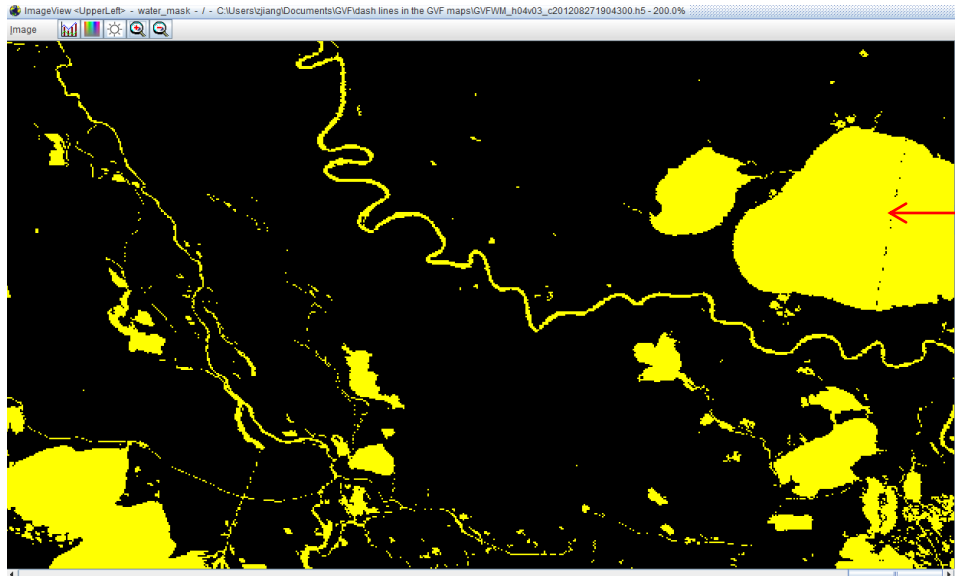 ImageView <UpperLeft> - water_mask - / - C:\Users\zjiang\Documents\GVF\dash lines in the GVF maps\GVFWM_h04v03_c201208271904300.h5 - 200.0%
Image